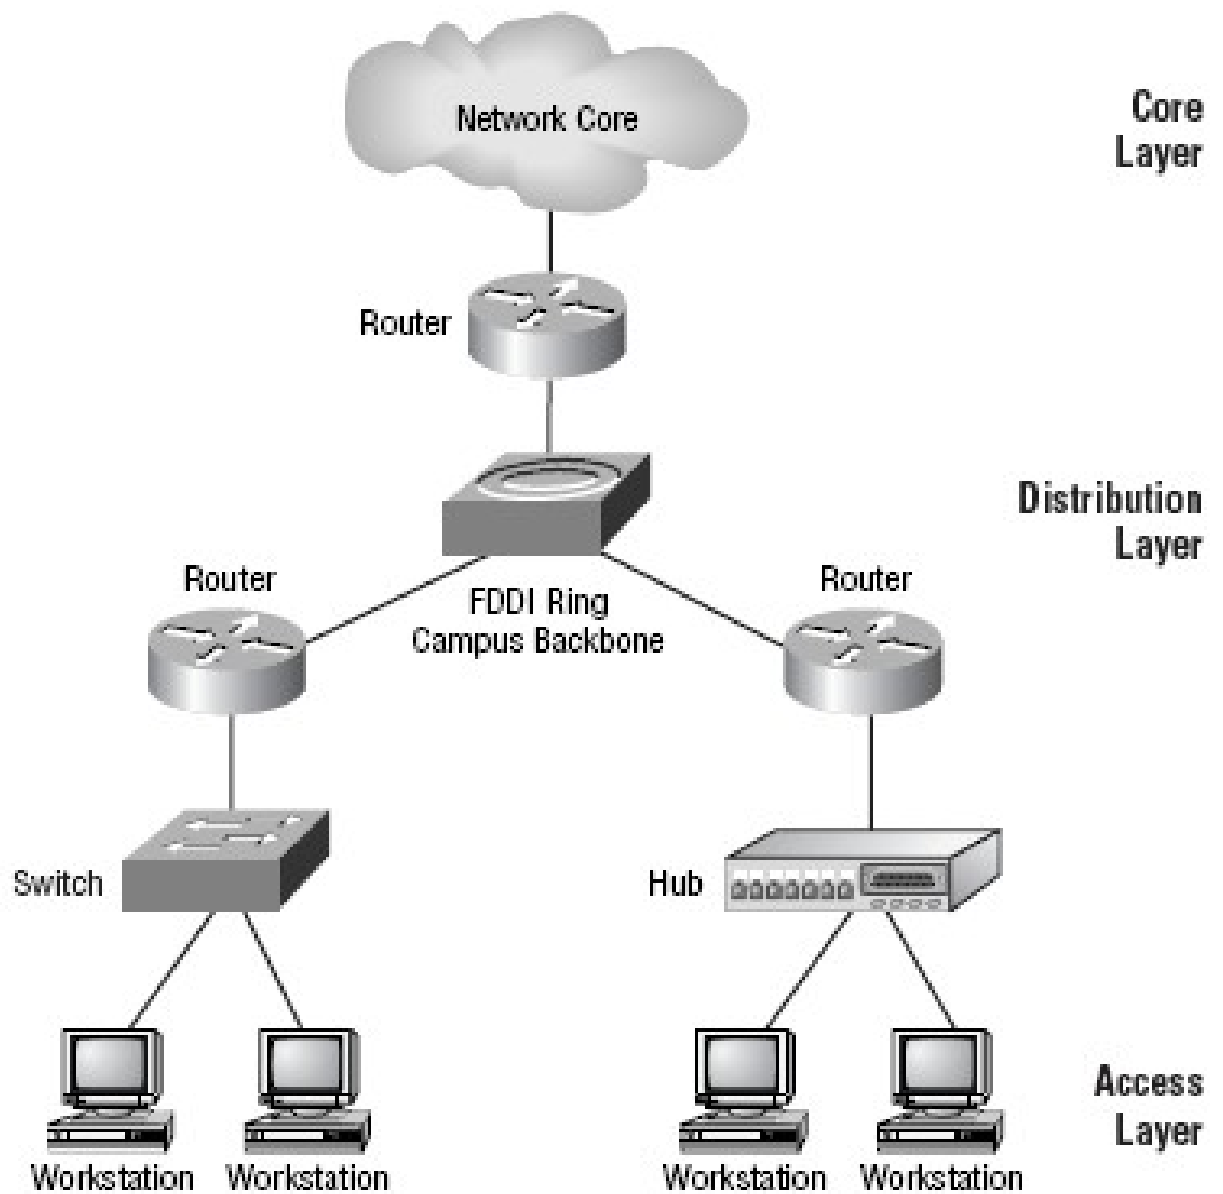 Network Core
Core
Layer
Router
Distribution
Layer
Router
FDDI Ring
Campus Backbone
Router
Switch
Hub
Access
Layer
Workstation
Workstation
Workstation
Workstation